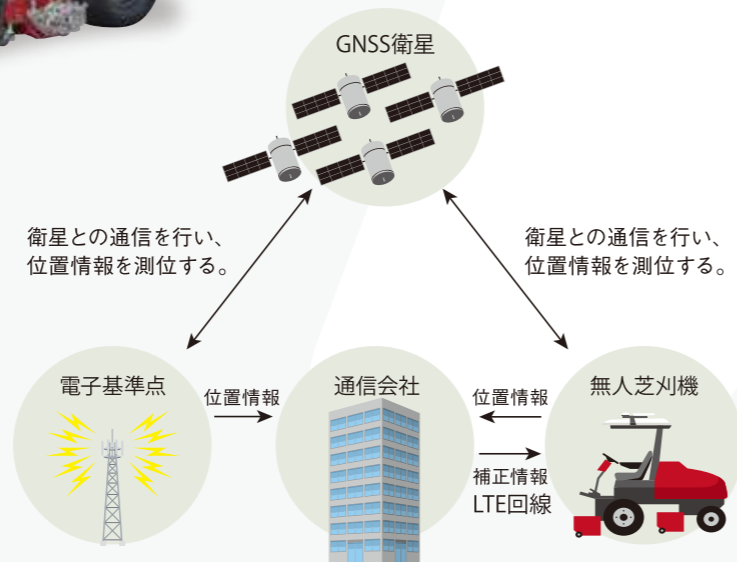 GNSS衛星
衛星との通信を行い、
位置情報を測位する。
衛星との通信を行い、
位置情報を測位する。
電子基準点
位置情報
通信会社
位置情報
補正情報
LTE回線
無人芝刈機